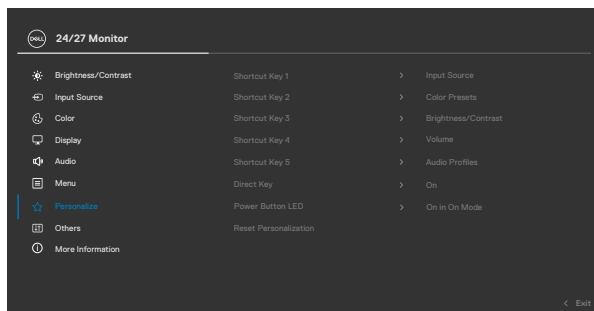 DELL 24/27 Monitor
Brightness/Contrast Shortcut Key 1 > Input Source
Input Source Shortcut Key 2 > Color Presets
Color Shortcut Key 3 > Brightness/Contrast
Display Shortcut Key 4 > Volume
Audio Shortcut Key 5 > Audio Profiles
Menu Direct Key > On
Personalize Power Button LED > On in On Mode
Others Reset Personalization
More Information
< Exit